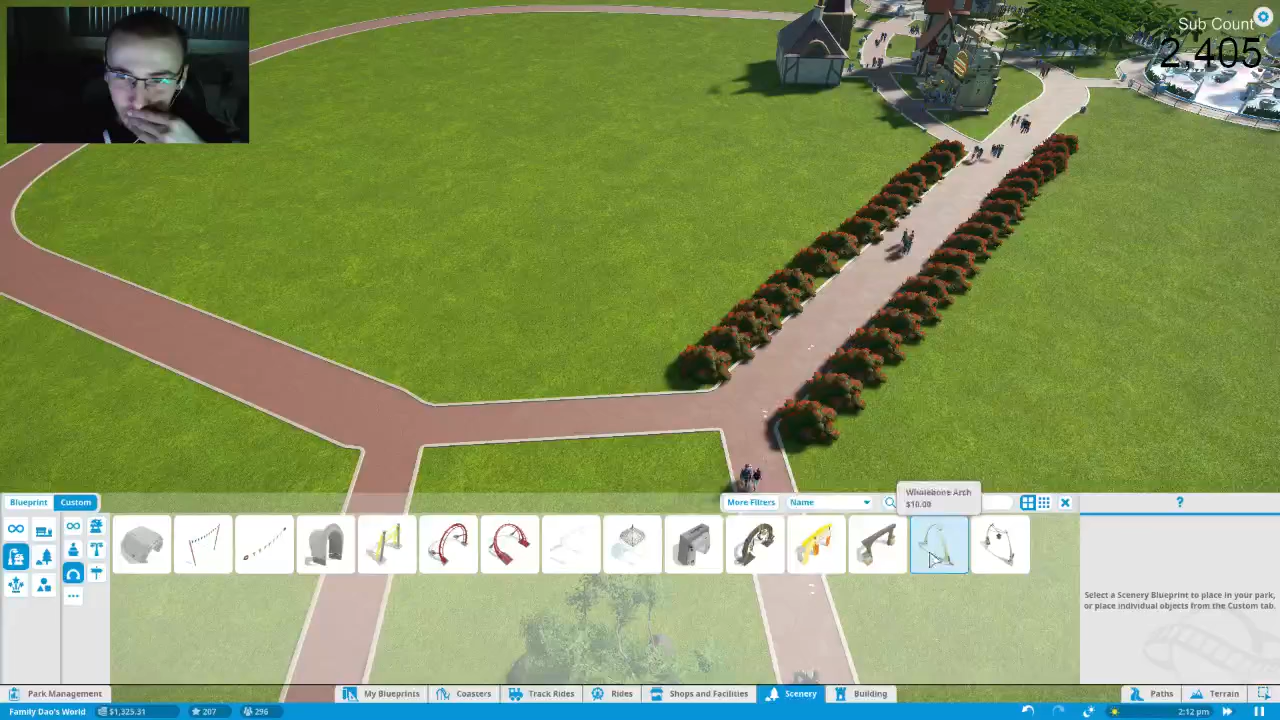 Sub Count
2,405
Blueprint Custom
More Filters Name
Whalebone Arch
$10.00
?
Select a Scenery Blueprint to place in your park,
or place individual objects from the Custom tab.
Park Management My Blueprints Coasters Track Rides Rides Shops and Facilities Scenery Building Paths Terrain
Family Dao's World $1,325.31 207 296 2:12 pm